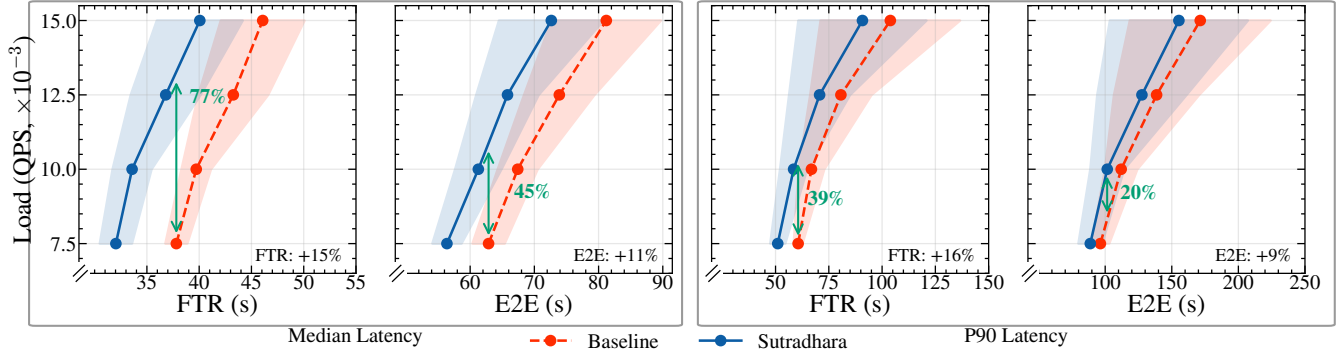 Load (QPS, ×10⁻³)
15.0
12.5
10.0
7.5
77%
FTR: +15%
35 40 45 50 55
FTR (s)
45%
E2E: +11%
60 70 80 90
E2E (s)
39%
FTR: +16%
50 75 100 125 150
FTR (s)
20%
E2E: +9%
100 150 200 250
E2E (s)
Median Latency
Baseline
Sutradhara
P90 Latency